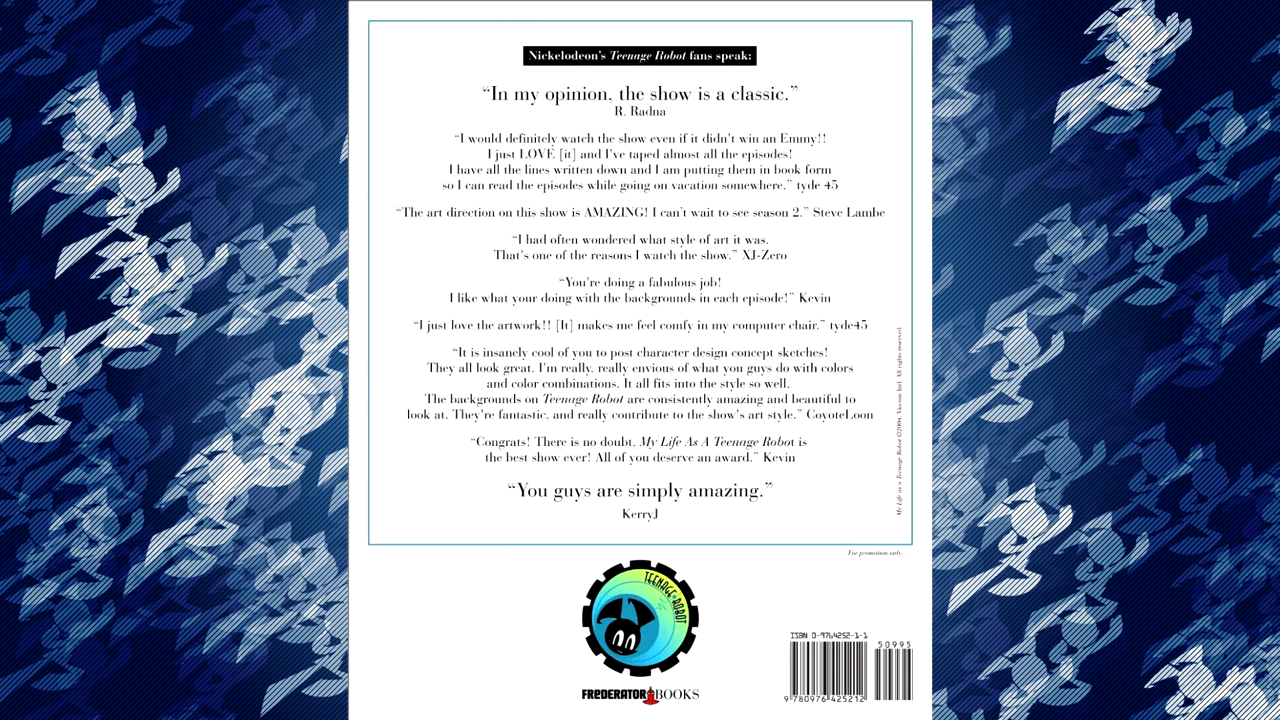 Nickelodeon's Teenage Robot fans speak:
“In my opinion, the show is a classic.”
R. Radna
“I would definitely watch the show even if it didn't win an Emmy!!
I just LOVE [it] and I've taped almost all the episodes!
I have all the lines written down and I am putting them in book form
so I can read the episodes while going on vacation somewhere.” tyde 45
“The art direction on this show is AMAZING! I can't wait to see season 2.” Steve Lambe
“I had often wondered what style of art it was.
That's one of the reasons I watch the show.” XJ-Zero
“You're doing a fabulous job!
I like what your doing with the backgrounds in each episode!” Kevin
“I just love the artwork!! [It] makes me feel comfy in my computer chair.” tyde45
“It is insanely cool of you to post character design concept sketches!
They all look great. I'm really, really envious of what you guys do with colors
and color combinations. It all fits into the style so well.
The backgrounds on Teenage Robot are consistently amazing and beautiful to
look at. They're fantastic, and really contribute to the show's art style.” CoyoteLoon
“Congrats! There is no doubt, My Life As A Teenage Robot is
the best show ever! All of you deserve an award.” Kevin
“You guys are simply amazing.”
KerryJ
My Life as a Teenage Robot ©2004, Viacom Intl. All rights reserved.
For promotion only
TEENAGE ROBOT
FREDERATOR BOOKS
ISBN 0-9764252-1-1
50995
9 780976 425212